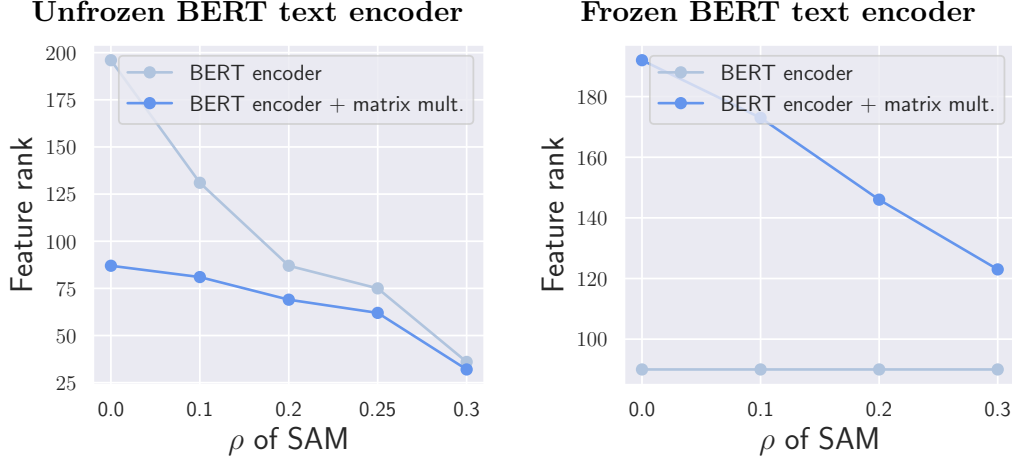 Unfrozen BERT text encoder
200
175
150
125
100
75
50
25
Feature rank
BERT encoder
BERT encoder + matrix mult.
0.0 0.1 0.2 0.25 0.3
ρ of SAM
Frozen BERT text encoder
180
160
140
120
100
Feature rank
BERT encoder
BERT encoder + matrix mult.
0.0 0.1 0.2 0.3
ρ of SAM